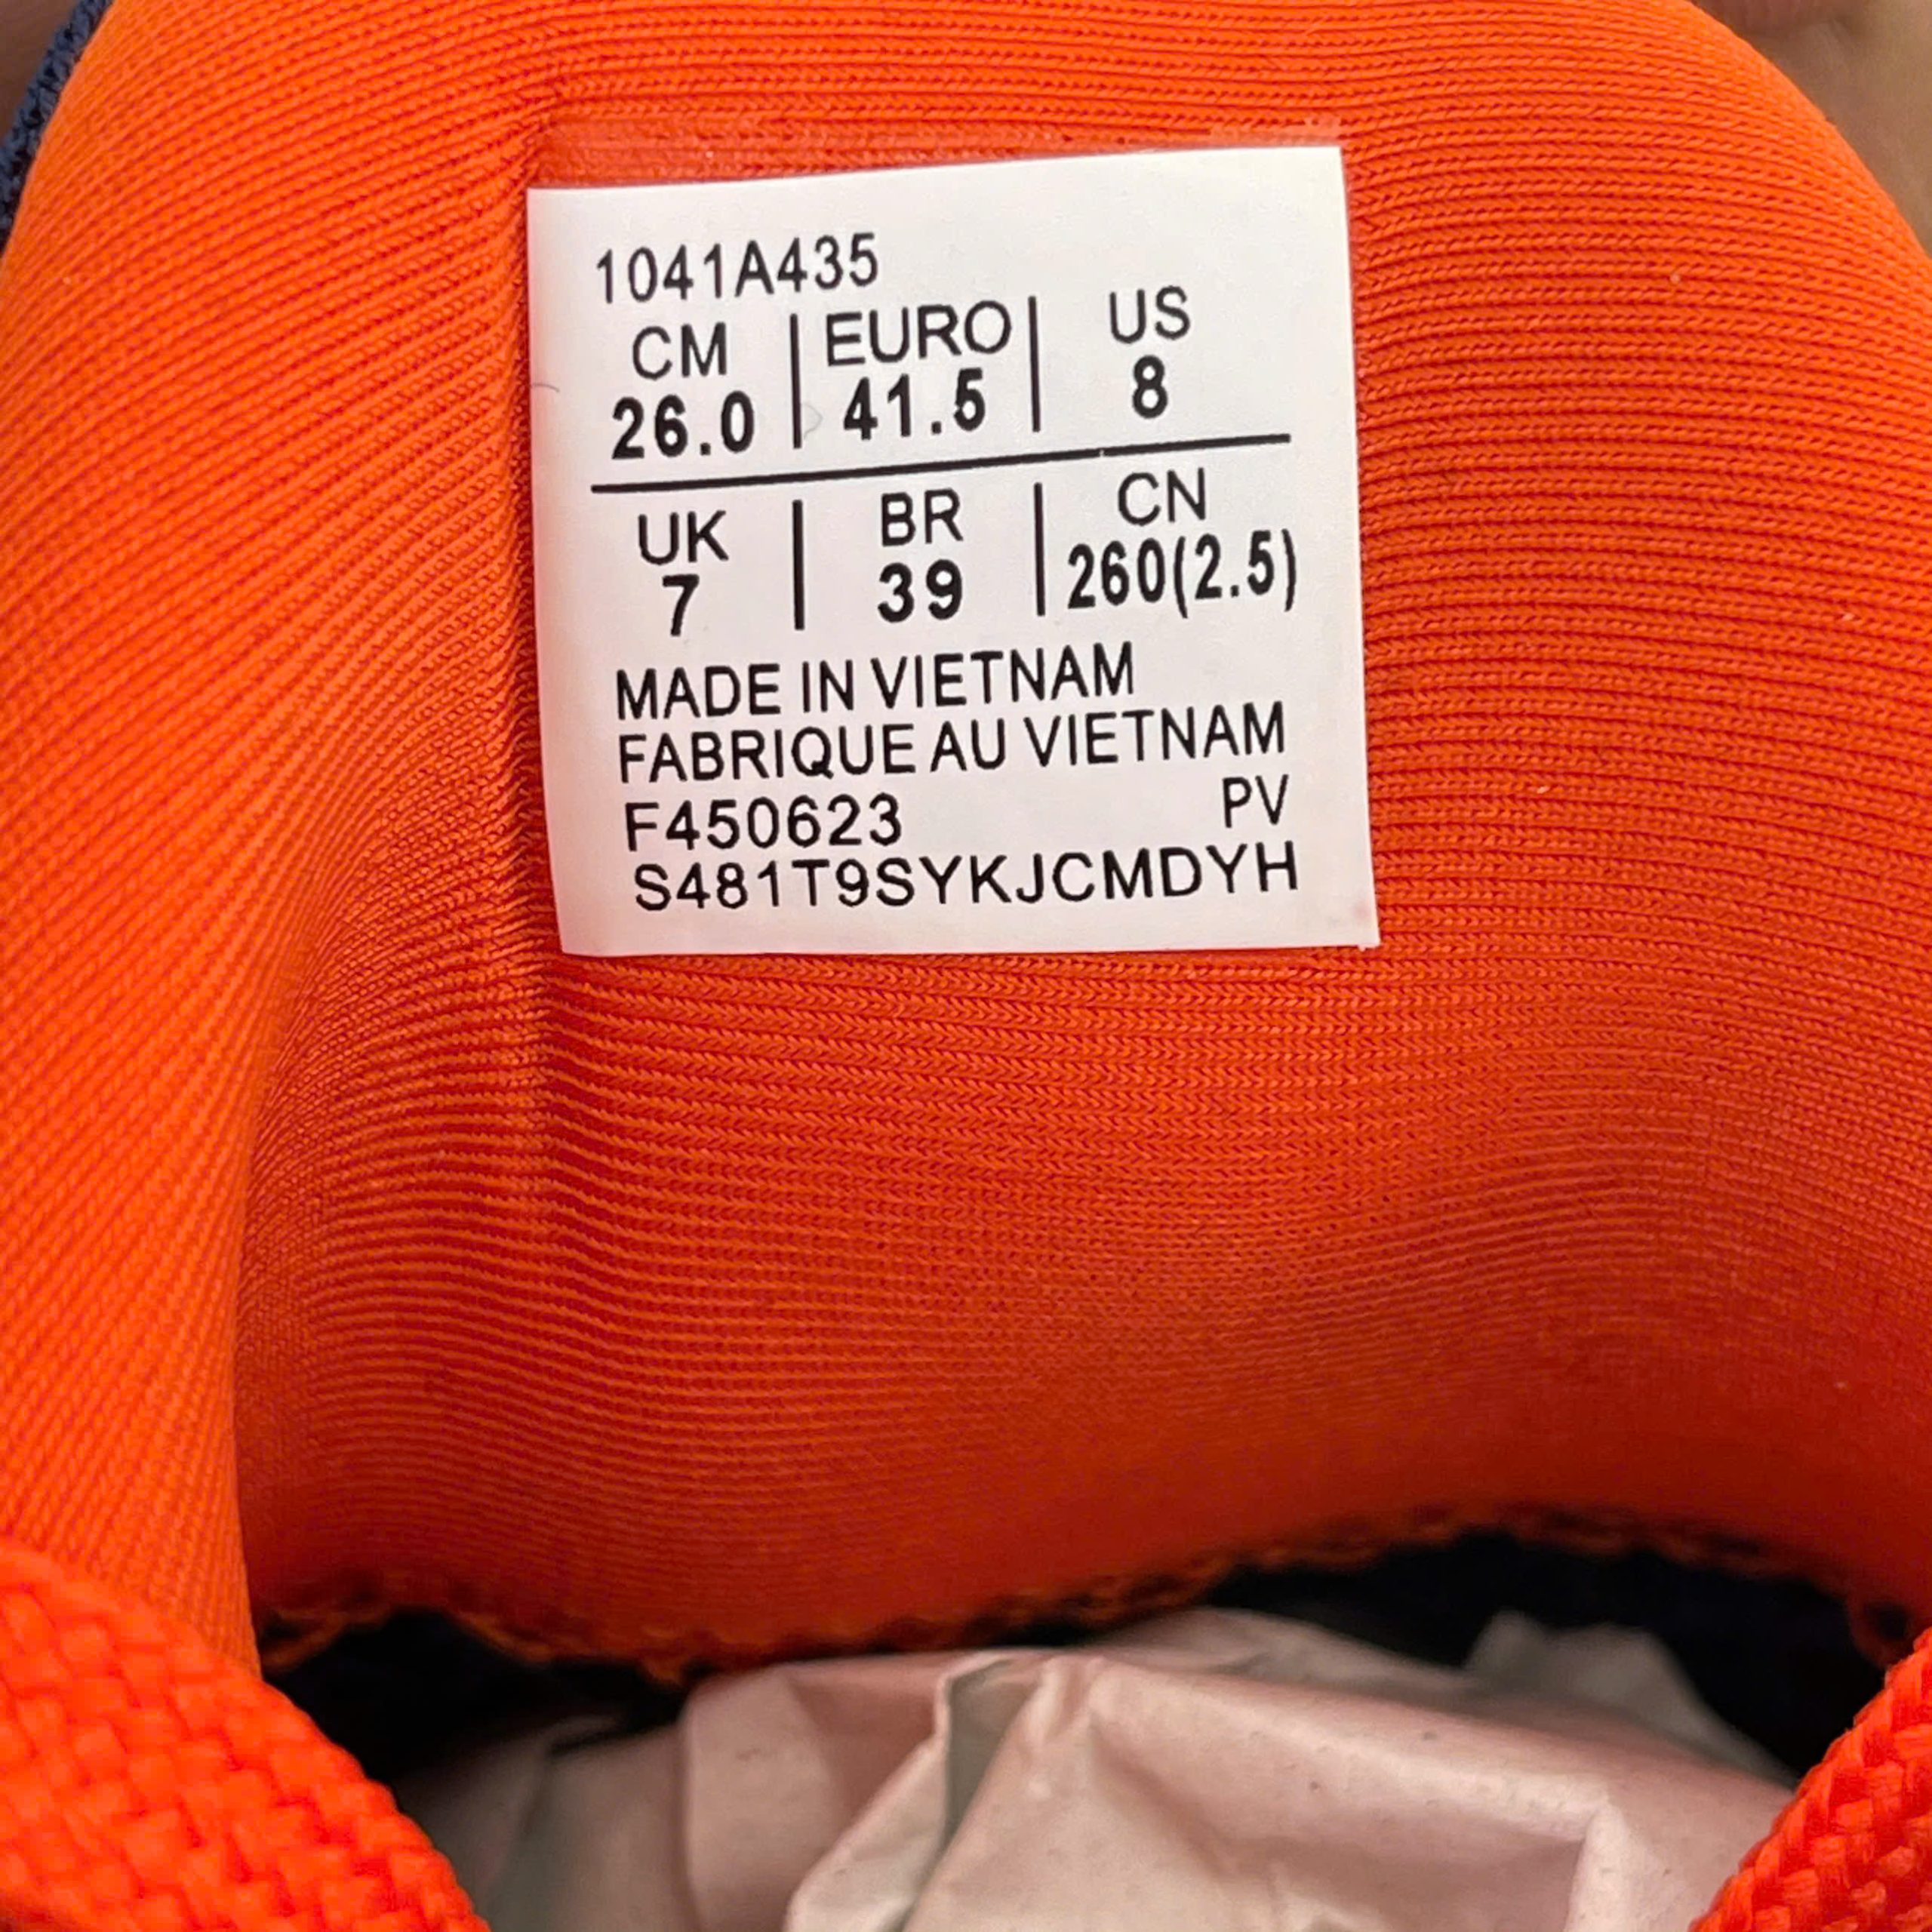 1041A435
CM | EURO | US
26.0 | 41.5 | 8
UK | BR | CN
7 | 39 | 260(2.5)
MADE IN VIETNAM
FABRIQUE AU VIETNAM
F450623 PV
S481T9SYKJCMDYH